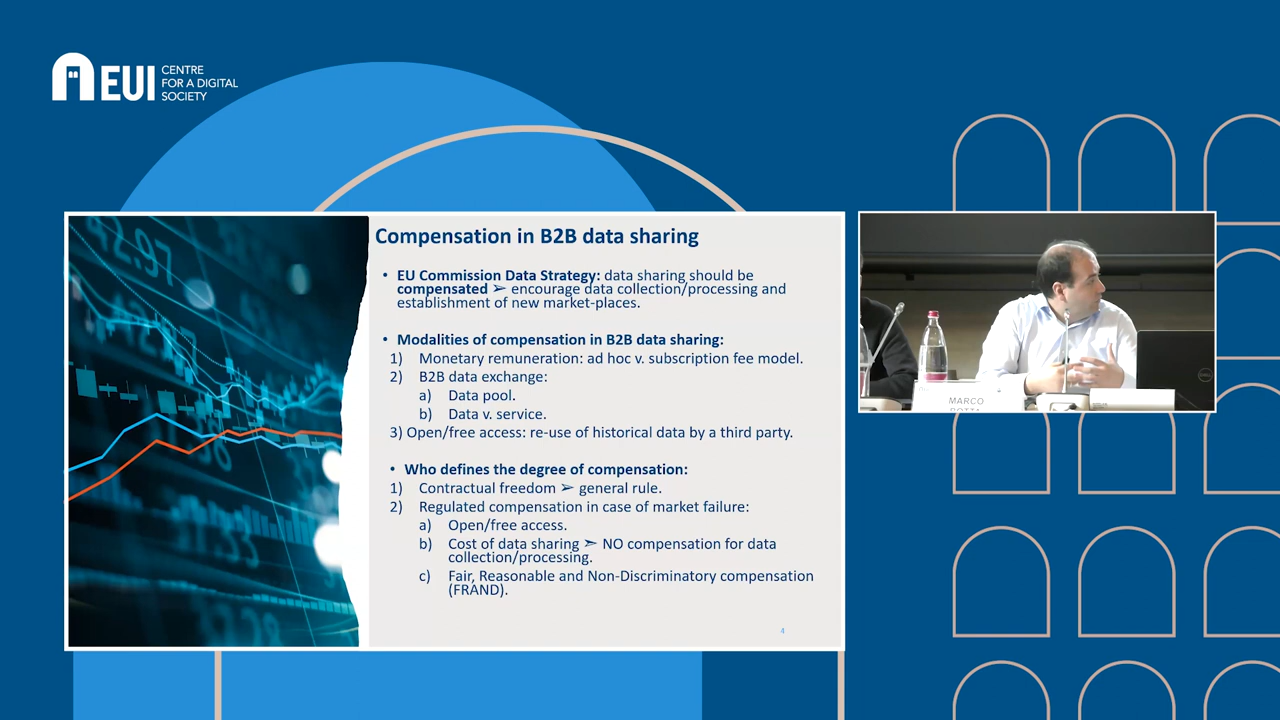 EUI
CENTRE
FOR A DIGITAL
SOCIETY
42.97
Compensation in B2B data sharing
• EU Commission Data Strategy: data sharing should be
compensated ➢ encourage data collection/processing and
establishment of new market-places.
• Modalities of compensation in B2B data sharing:
1) Monetary remuneration: ad hoc v. subscription fee model.
2) B2B data exchange:
a) Data pool.
b) Data v. service.
3) Open/free access: re-use of historical data by a third party.
• Who defines the degree of compensation:
1) Contractual freedom ➢ general rule.
2) Regulated compensation in case of market failure:
a) Open/free access.
b) Cost of data sharing ➢ NO compensation for data
collection/processing.
c) Fair, Reasonable and Non-Discriminatory compensation
(FRAND).
4
MARCO